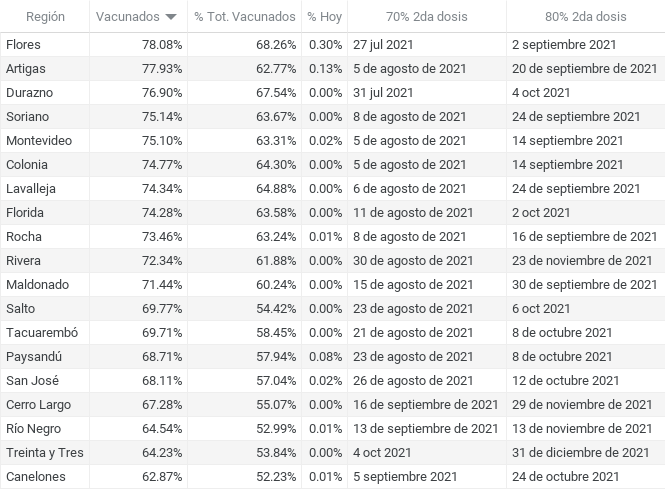 Región Vacunados % Tot. Vacunados % Hoy 70% 2da dosis 80% 2da dosis
Flores 78.08% 68.26% 0.30% 27 jul 2021 2 septiembre 2021
Artigas 77.93% 62.77% 0.13% 5 de agosto de 2021 20 de septiembre de 2021
Durazno 76.90% 67.54% 0.00% 31 jul 2021 4 oct 2021
Soriano 75.14% 63.67% 0.00% 8 de agosto de 2021 24 de septiembre de 2021
Montevideo 75.10% 63.31% 0.02% 5 de agosto de 2021 14 septiembre 2021
Colonia 74.77% 64.30% 0.00% 5 de agosto de 2021 14 septiembre 2021
Lavalleja 74.34% 64.88% 0.00% 6 de agosto de 2021 24 de septiembre de 2021
Florida 74.28% 63.58% 0.00% 11 de agosto de 2021 2 oct 2021
Rocha 73.46% 63.24% 0.01% 8 de agosto de 2021 16 de septiembre de 2021
Rivera 72.34% 61.88% 0.00% 30 de agosto de 2021 23 de noviembre de 2021
Maldonado 71.44% 60.24% 0.00% 15 de agosto de 2021 30 de septiembre de 2021
Salto 69.77% 54.42% 0.00% 23 de agosto de 2021 6 oct 2021
Tacuarembó 69.71% 58.45% 0.00% 21 de agosto de 2021 8 de octubre de 2021
Paysandú 68.71% 57.94% 0.08% 23 de agosto de 2021 8 de octubre de 2021
San José 68.11% 57.04% 0.02% 26 de agosto de 2021 12 de octubre de 2021
Cerro Largo 67.28% 55.07% 0.00% 16 de septiembre de 2021 29 de noviembre de 2021
Río Negro 64.54% 52.99% 0.01% 13 de septiembre de 2021 13 de noviembre de 2021
Treinta y Tres 64.23% 53.84% 0.00% 4 oct 2021 31 de diciembre de 2021
Canelones 62.87% 52.23% 0.01% 5 septiembre 2021 24 de octubre de 2021